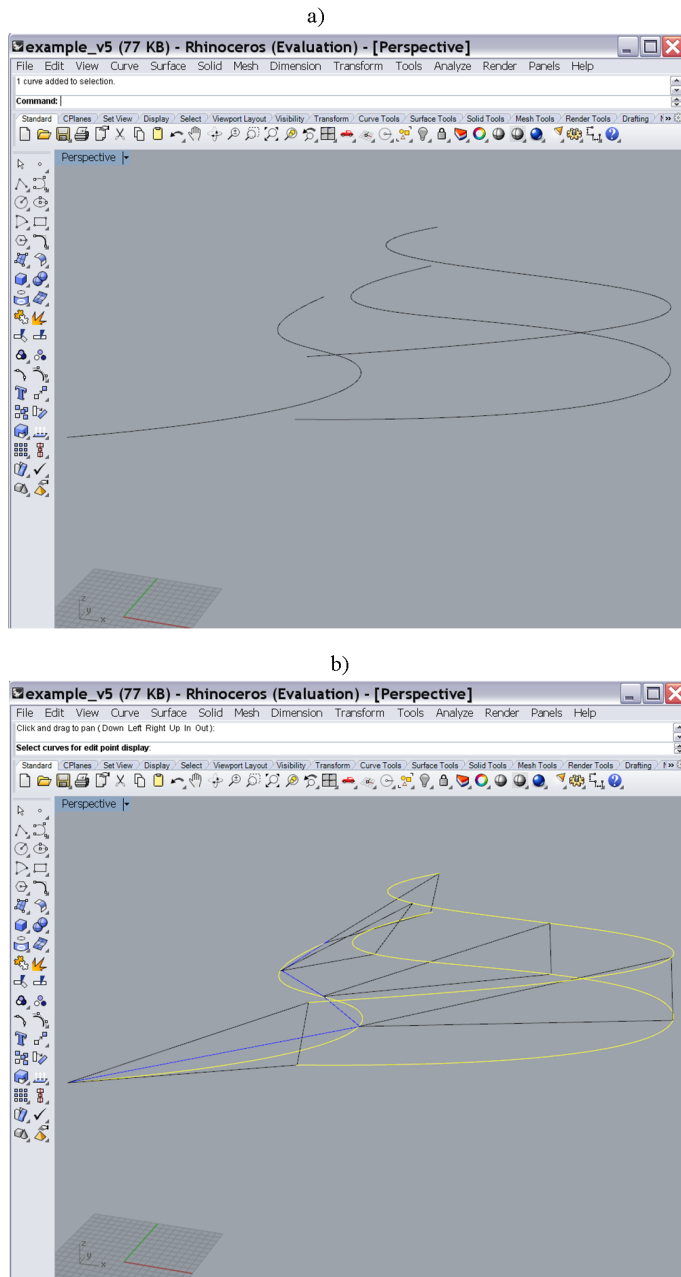 a)
example_v5 (77 KB) - Rhinoceros (Evaluation) - [Perspective]
File Edit View Curve Surface Solid Mesh Dimension Transform Tools Analyze Render Panels Help
1 curve added to selection.
Command:
Standard CPlanes Set View Display Select Viewport Layout Visibility Transform Curve Tools Surface Tools Solid Tools Mesh Tools Render Tools Drafting
Perspective
z
y
x
b)
example_v5 (77 KB) - Rhinoceros (Evaluation) - [Perspective]
File Edit View Curve Surface Solid Mesh Dimension Transform Tools Analyze Render Panels Help
Click and drag to pan ( Down Left Right Up In Out):
Select curves for edit point display:
Standard CPlanes Set View Display Select Viewport Layout Visibility Transform Curve Tools Surface Tools Solid Tools Mesh Tools Render Tools Drafting
Perspective
z
y
x